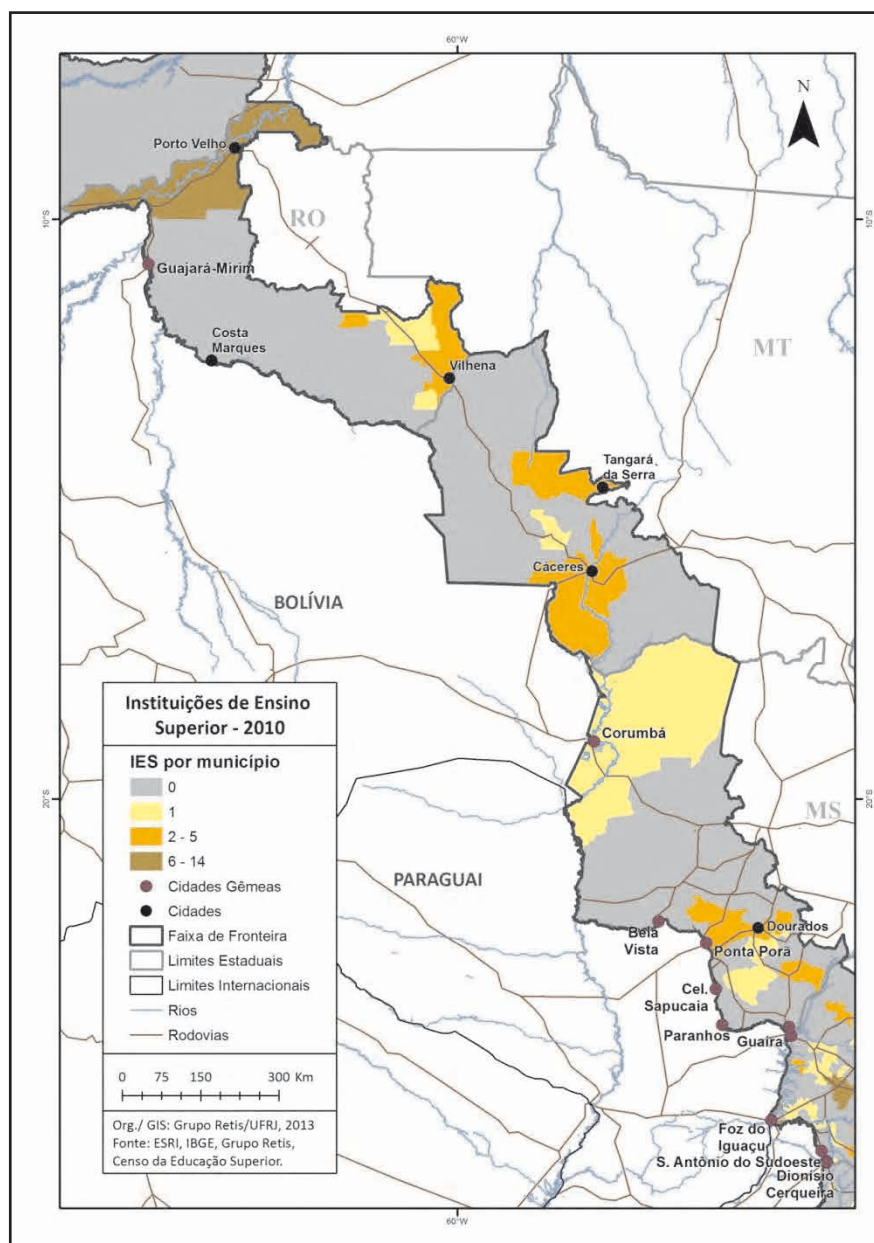 60°W
N
Porto Velho
10°S
10°S
RO
Guajará-Mirim
Costa
Marques
MT
Vilhena
Tangará
da Serra
Cáceres
BOLÍVIA
Instituições de Ensino
Superior - 2010
IES por município
0
1
2 - 5
6 - 14
Cidades Gêmeas
Cidades
Faixa de Fronteira
Limites Estaduais
Limites Internacionais
Rios
Rodovias
0 75 150 300 Km
Org./ GIS: Grupo Retis/UFRJ, 2013
Fonte: ESRI, IBGE, Grupo Retis,
Censo da Educação Superior.
Corumbá
20°S
20°S
MS
PARAGUAI
Bela
Vista
Dourados
Ponta Porã
Cel.
Sapucaia
Paranhos
Guaíra
Foz do
Iguaçu
S. Antônio do Sudoeste
Dionísio
Cerqueira
60°W